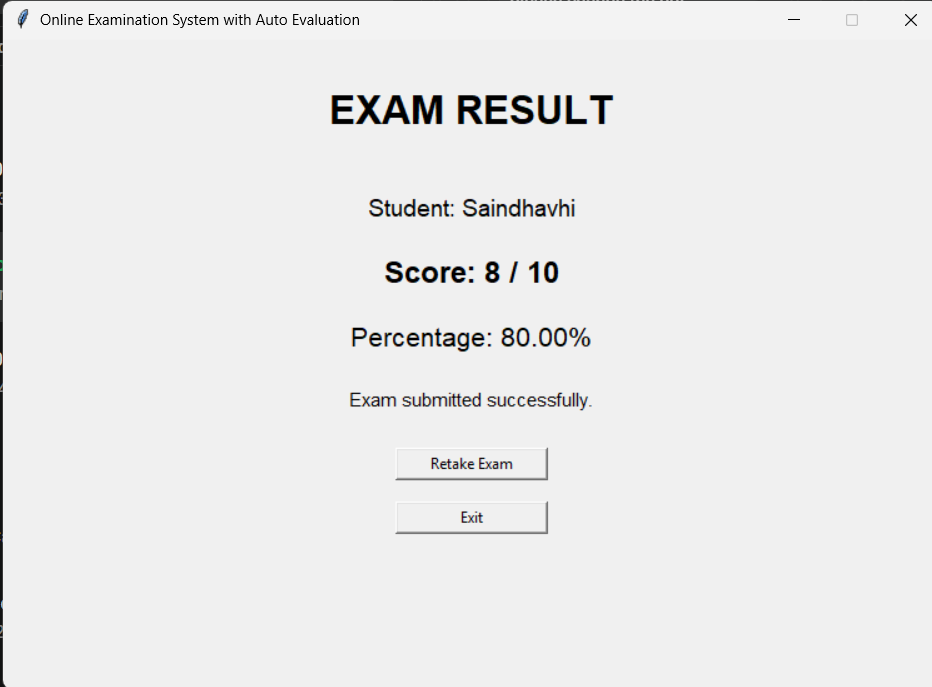 Online Examination System with Auto Evaluation
EXAM RESULT
Student: Saindhavhi
Score: 8 / 10
Percentage: 80.00%
Exam submitted successfully.
Retake Exam
Exit